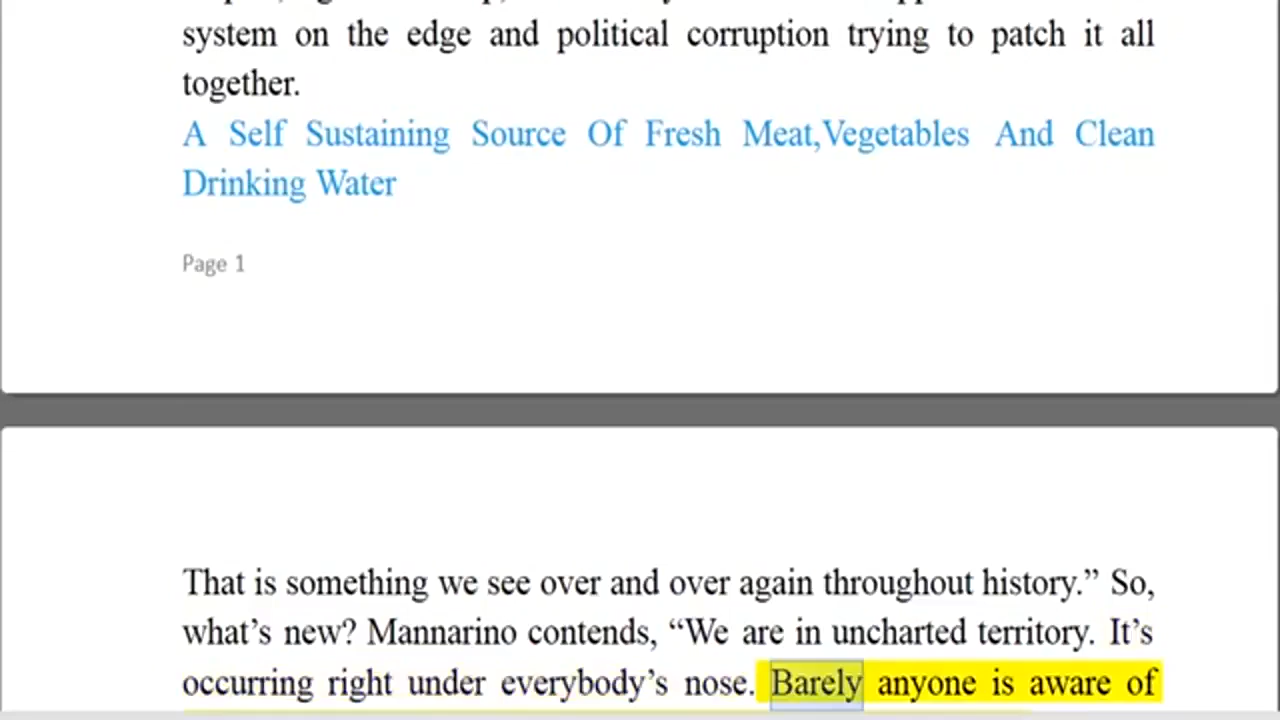 system on the edge and political corruption trying to patch it all
together.
A Self Sustaining Source Of Fresh Meat,Vegetables And Clean
Drinking Water
Page 1
That is something we see over and over again throughout history.” So,
what’s new? Mannarino contends, “We are in uncharted territory. It’s
occurring right under everybody’s nose. Barely anyone is aware of